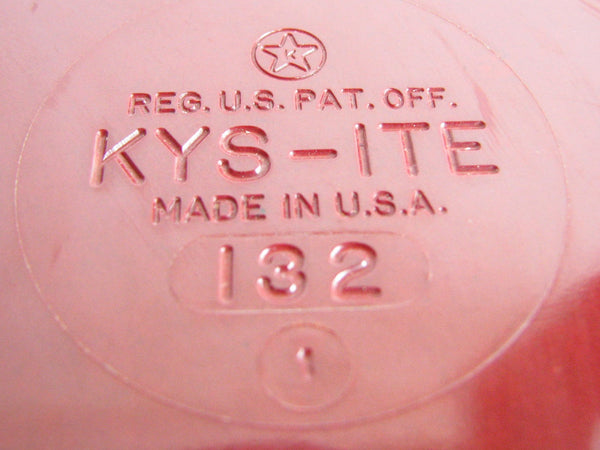 K
REG. U.S. PAT. OFF.
KYS-ITE
MADE IN U.S.A.
132
1